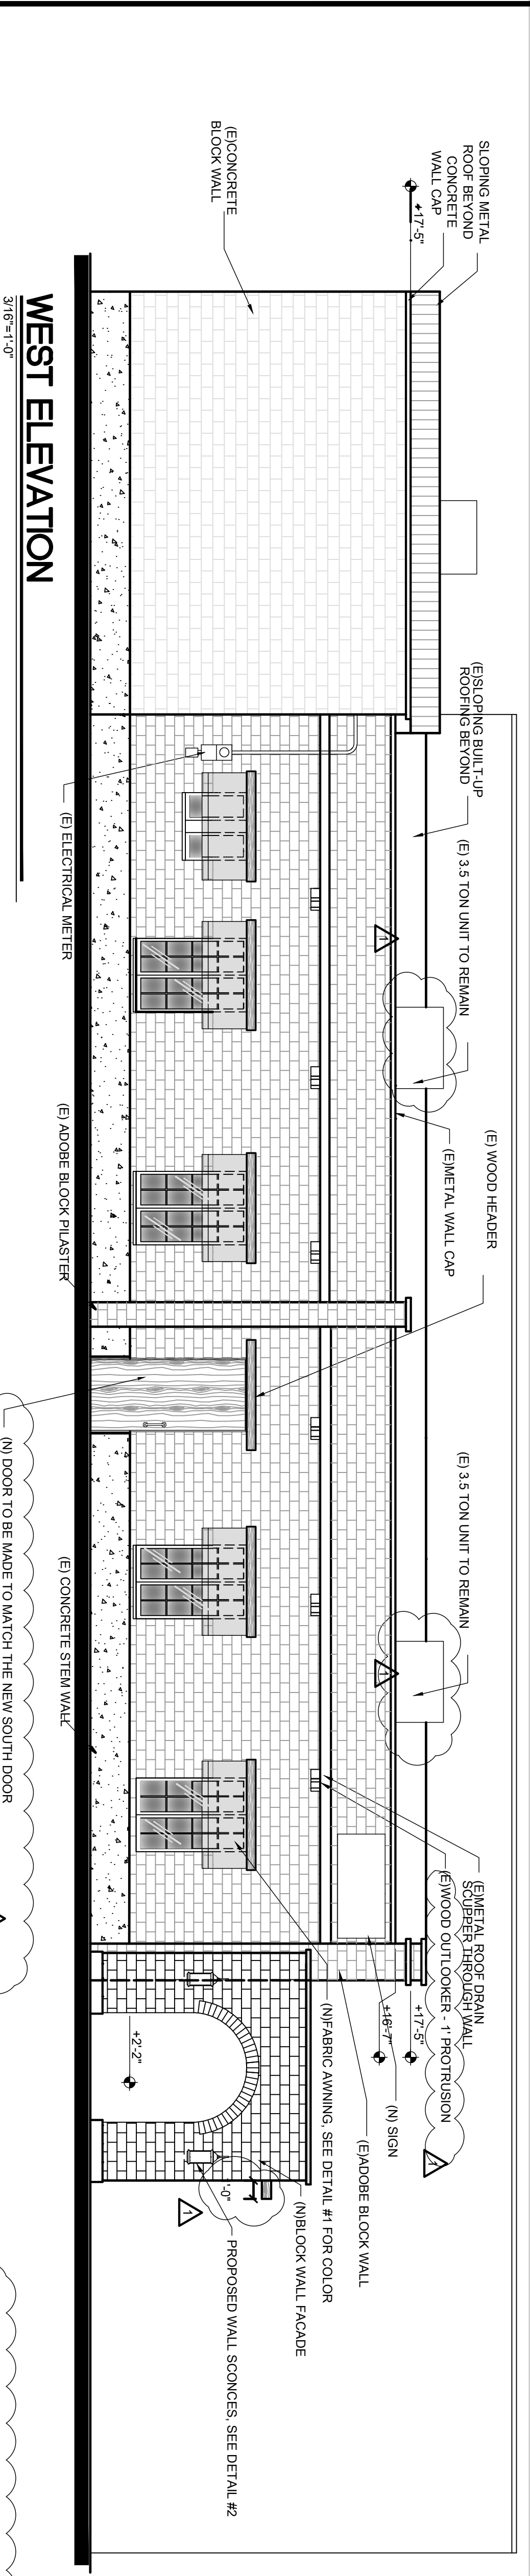 SLOPING METAL
ROOF BEYOND
CONCRETE
WALL CAP
+17'-5"
(E)CONCRETE
BLOCK WALL
(E)SLOPING BUILT-UP
ROOFING BEYOND
(E) 3.5 TON UNIT TO REMAIN
1
(E)METAL WALL CAP
(E) WOOD HEADER
(E) 3.5 TON UNIT TO REMAIN
1
(E)METAL ROOF DRAIN
SCUPPER THROUGH WALL
(E)WOOD OUTLOOKER - 1' PROTRUSION
1
+17'-5"
+16'-7"
(N) SIGN
(E)ADOBE BLOCK WALL
(N)FABRIC AWNING, SEE DETAIL #1 FOR COLOR
(N)BLOCK WALL FACADE
'-0"
1
PROPOSED WALL SCONCES, SEE DETAIL #2
+2'-2"
(E) ELECTRICAL METER
(E) ADOBE BLOCK PILASTER
(E) CONCRETE STEM WALL
(N) DOOR TO BE MADE TO MATCH THE NEW SOUTH DOOR
WEST ELEVATION
3/16"=1'-0"